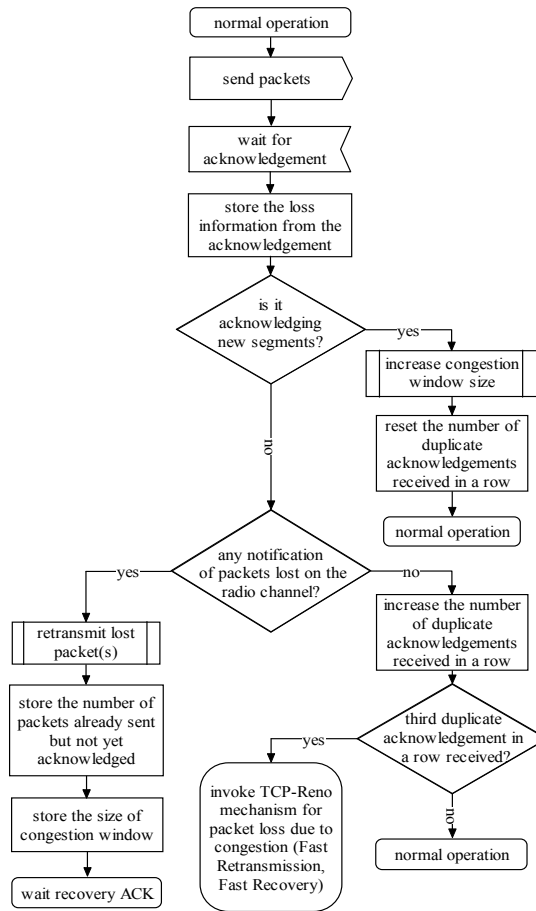 normal operation
send packets
wait for
acknowledgement
store the loss
information from the
acknowledgement
is it
acknowledging
new segments?
yes
increase congestion
window size
reset the number of
duplicate
acknowledgements
received in a row
normal operation
no
any notification
of packets lost on the
radio channel?
yes
retransmit lost
packet(s)
store the number of
packets already sent
but not yet
acknowledged
store the size of
congestion window
wait recovery ACK
no
increase the number
of duplicate
acknowledgements
received in a row
third duplicate
acknowledgement in
a row received?
yes
invoke TCP-Reno
mechanism for
packet loss due to
congestion (Fast
Retransmission,
Fast Recovery)
no
normal operation